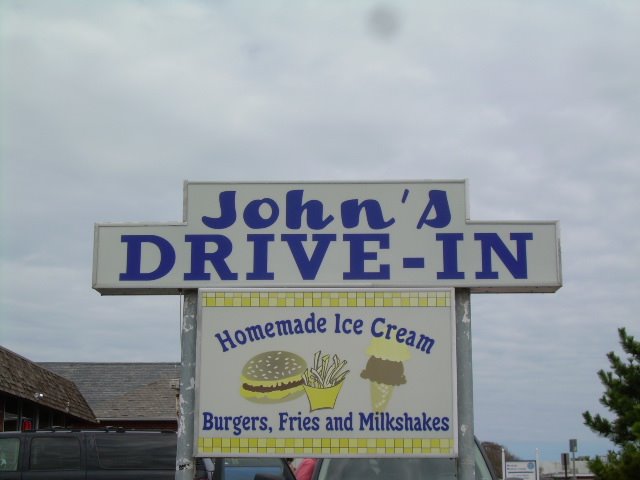 John's
DRIVE-IN
Homemade Ice Cream
Burgers, Fries and Milkshakes